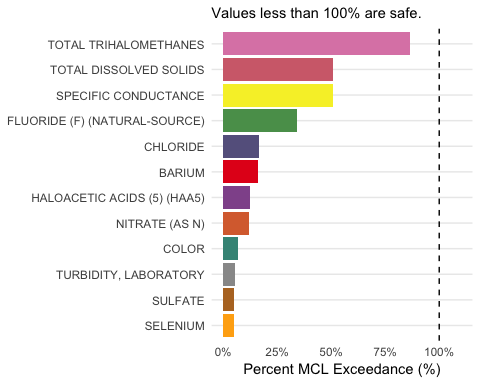 Values less than 100% are safe.
TOTAL TRIHALOMETHANES
TOTAL DISSOLVED SOLIDS
SPECIFIC CONDUCTANCE
FLUORIDE (F) (NATURAL-SOURCE)
CHLORIDE
BARIUM
HALOACETIC ACIDS (5) (HAA5)
NITRATE (AS N)
COLOR
TURBIDITY, LABORATORY
SULFATE
SELENIUM
0% 25% 50% 75% 100%
Percent MCL Exceedance (%)